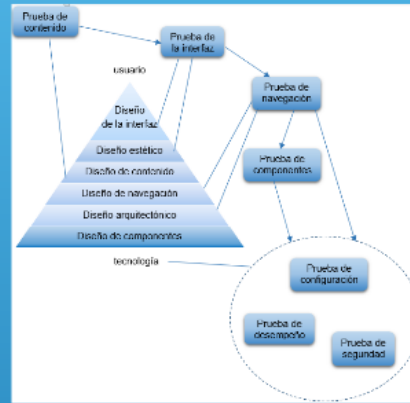 Prueba de
contenido
Prueba de
la interfaz
usuario
Prueba de
navegación
Diseño
de la interfaz
Diseño estético
Prueba de
componentes
Diseño de contenido
Diseño de navegación
Diseño arquitectónico
Diseño de componentes
tecnología
Prueba de
configuración
Prueba de
desempeño
Prueba de
seguridad